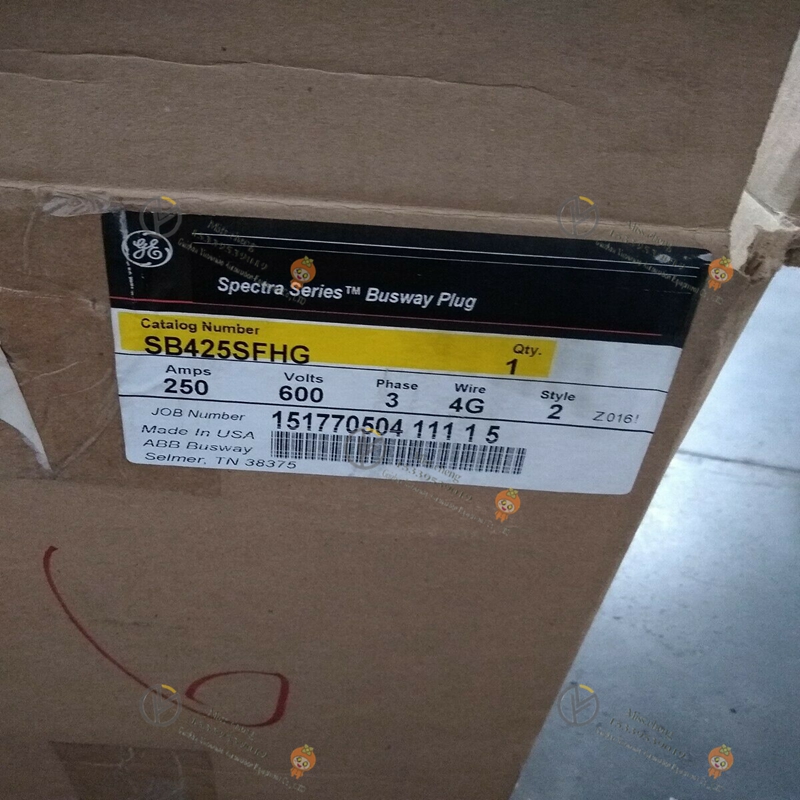 GE
Spectra Series™ Busway Plug
Catalog Number Qty.
SB425SFHG 1
Amps Volts Phase Wire Style
250 600 3 4G 2 Z0161
JOB Number 151770504 111 1 5
Made In USA
ABB Busway
Selmer, TN 38375